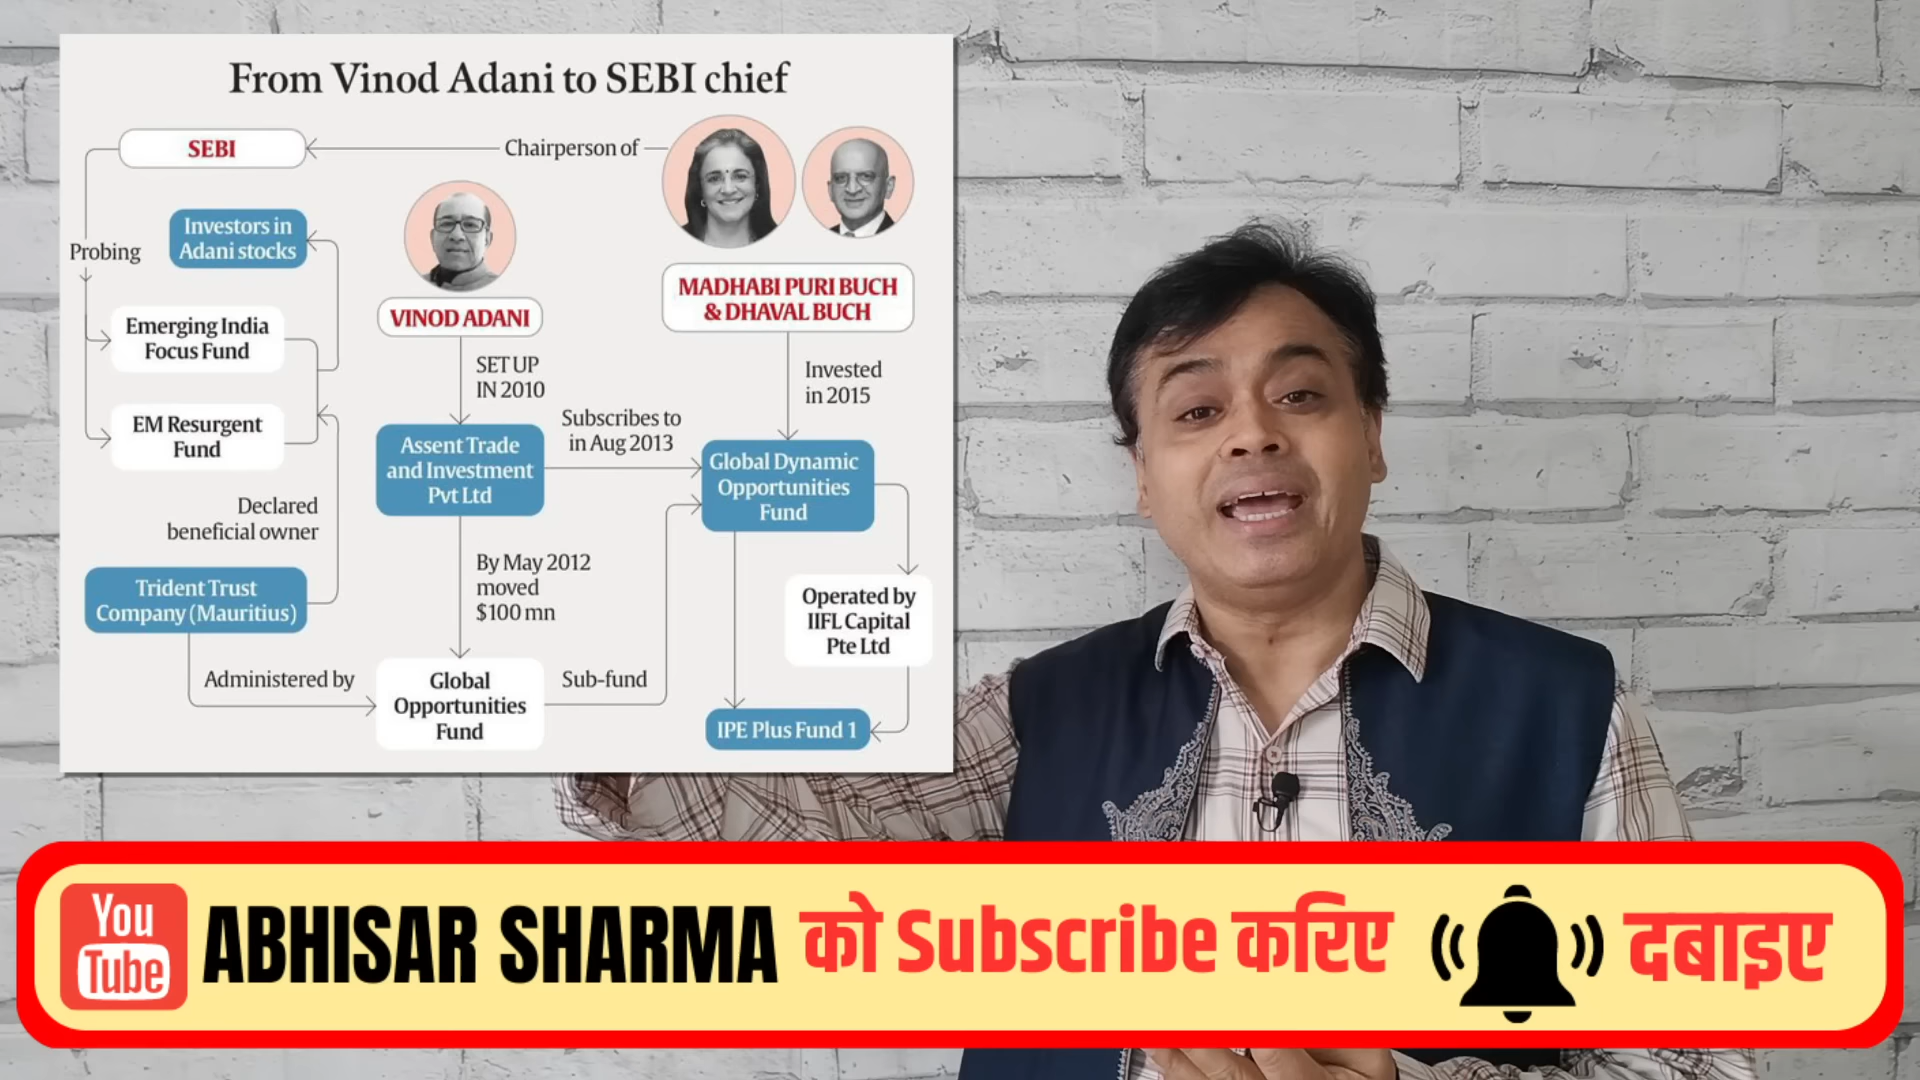 From Vinod Adani to SEBI chief
SEBI
Chairperson of
Investors in
Adani stocks
Probing
Emerging India
Focus Fund
EM Resurgent
Fund
Declared
beneficial owner
Trident Trust
Company (Mauritius)
Administered by
VINOD ADANI
SET UP
IN 2010
Assent Trade
and Investment
Pvt Ltd
Subscribes to
in Aug 2013
By May 2012
moved
$100 mn
Global
Opportunities
Fund
Sub-fund
MADHABI PURI BUCH
& DHAVAL BUCH
Invested
in 2015
Global Dynamic
Opportunities
Fund
Operated by
IIFL Capital
Pte Ltd
IPE Plus Fund 1
You
Tube
ABHISAR SHARMA को Subscribe करिए दबाइए